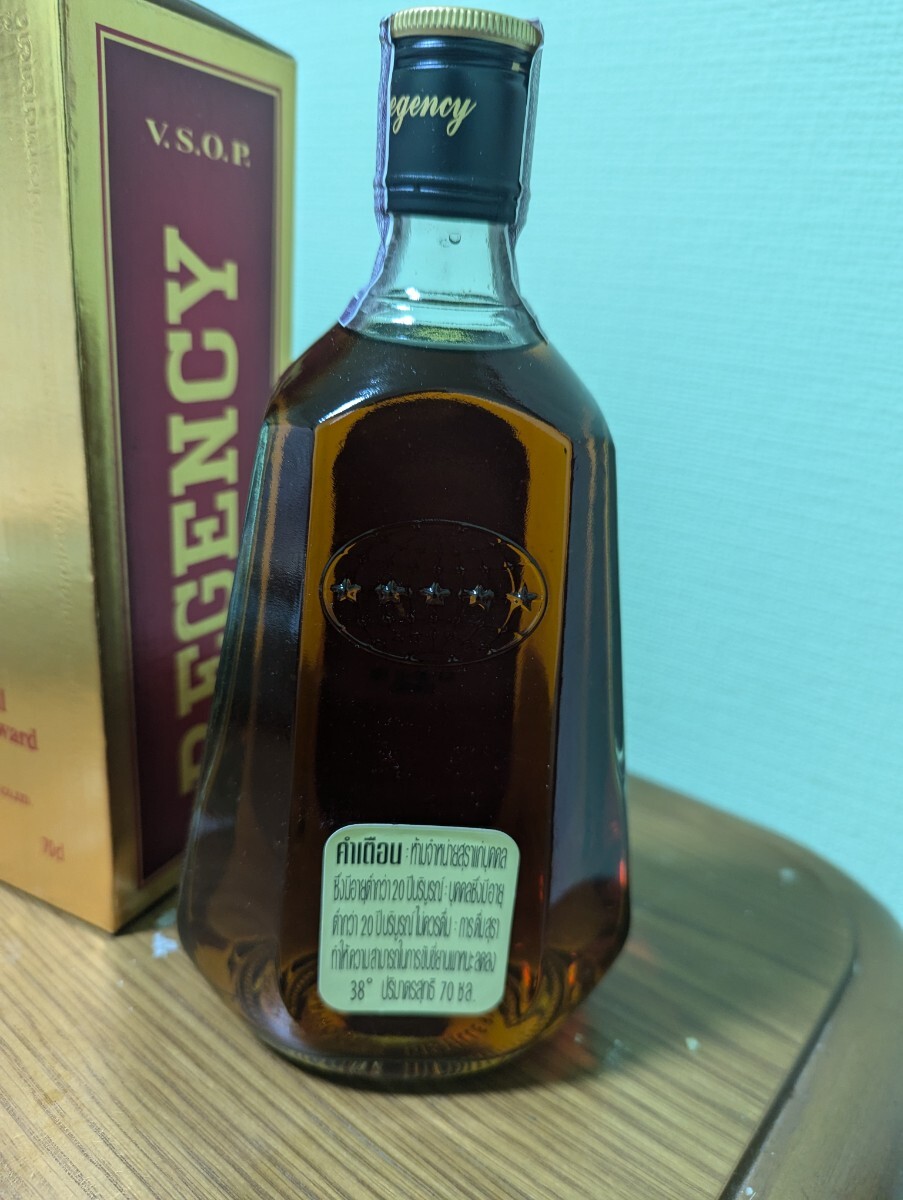 V.S.O.P.
REGENCY
ward
70cl
egency
คำเตือน : ห้ามจำหน่ายสุราแก่บุคคล
ซึ่งมีอายุต่ำกว่า 20 ปีบริบูรณ์ : บุคคลซึ่งมีอายุ
ต่ำกว่า 20 ปีบริบูรณ์ ไม่ควรดื่ม : การดื่มสุรา
ทำให้ความสามารถในการขับขี่ยานพาหนะลดลง
38° ปริมาตรสุทธิ 70 ซล.